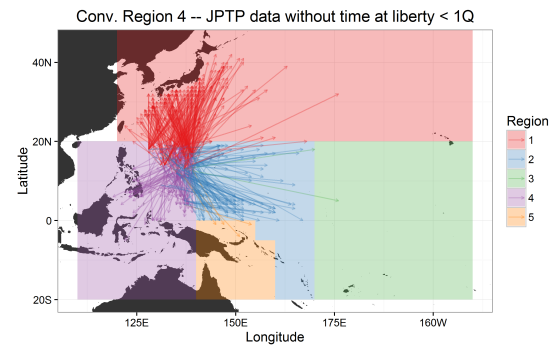 Conv. Region 4 -- JPTP data without time at liberty < 1Q
40N
20N
0
20S
Latitude
125E
150E
175E
160W
Longitude
Region
1
2
3
4
5